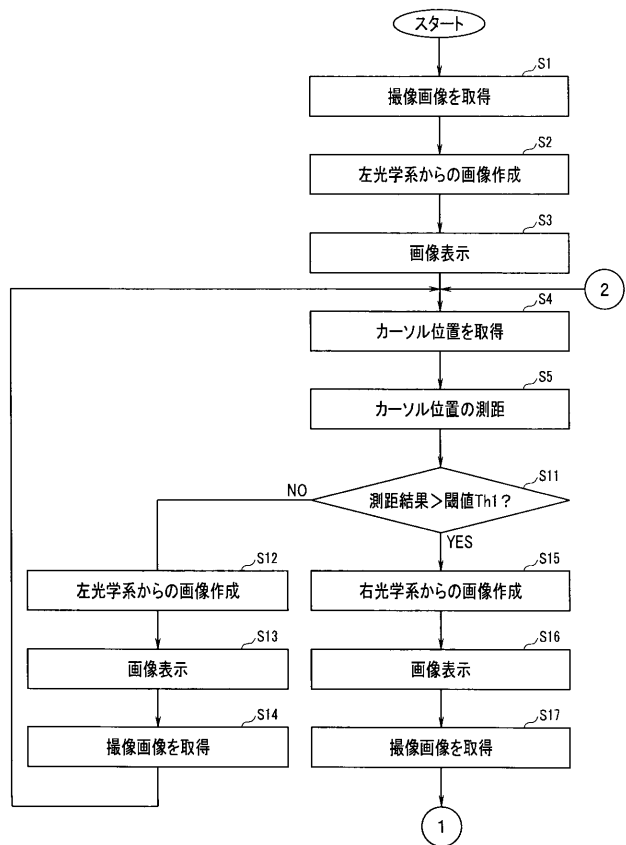 スタート
S1
撮像画像を取得
S2
左光学系からの画像作成
S3
画像表示
2
S4
カーソル位置を取得
S5
カーソル位置の測距
S11
測距結果＞閾値Th1？
NO
YES
S12
左光学系からの画像作成
S15
右光学系からの画像作成
S13
画像表示
S16
画像表示
S14
撮像画像を取得
S17
撮像画像を取得
1